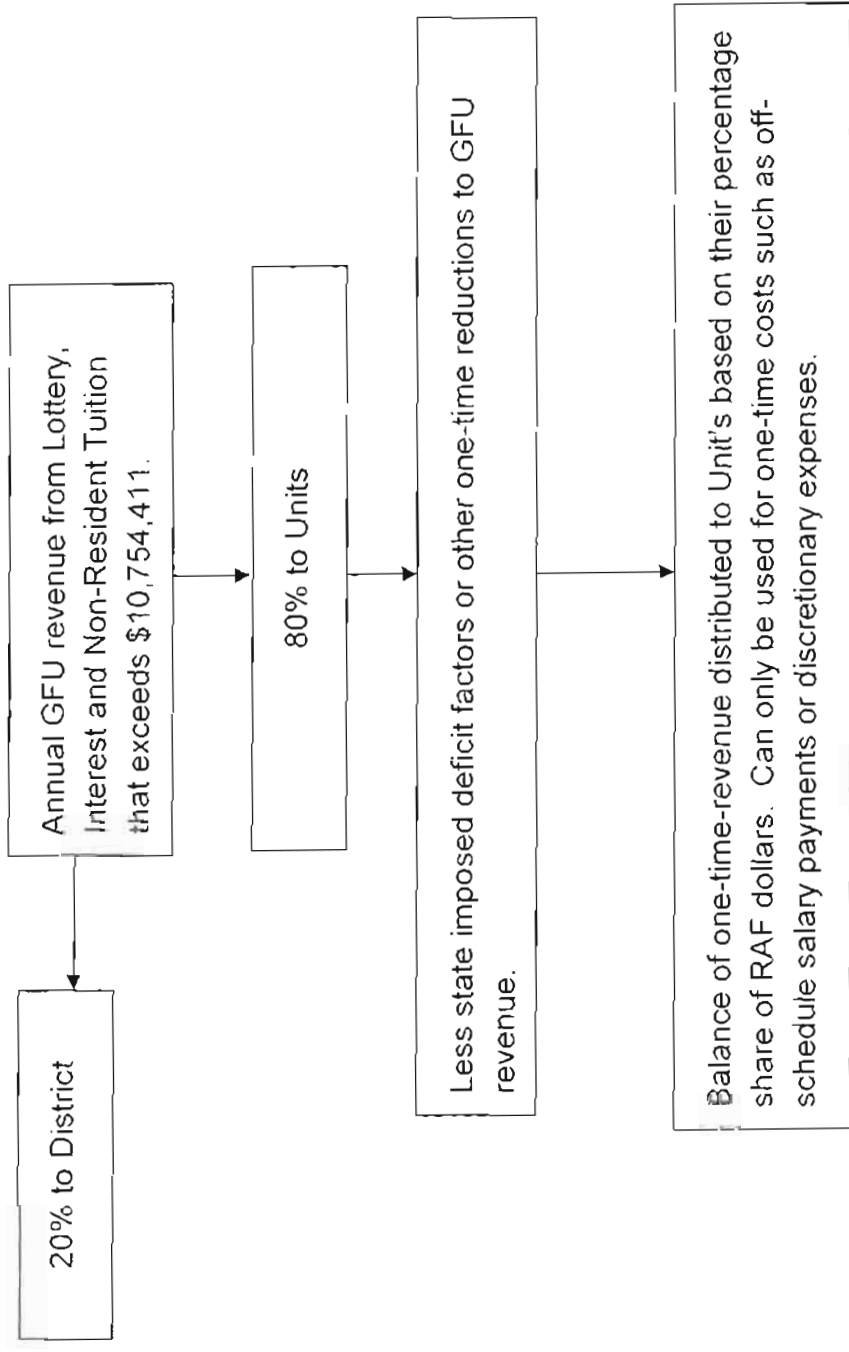 Annual GFU revenue from Lottery,
Interest and Non-Resident Tuition
that exceeds $10,754,411.
20% to District
80% to Units
Less state imposed deficit factors or other one-time reductions to GFU
revenue.
Balance of one-time-revenue distributed to Unit's based on their percentage
share of RAF dollars.  Can only be used for one-time costs such as off-
schedule salary payments or discretionary expenses.